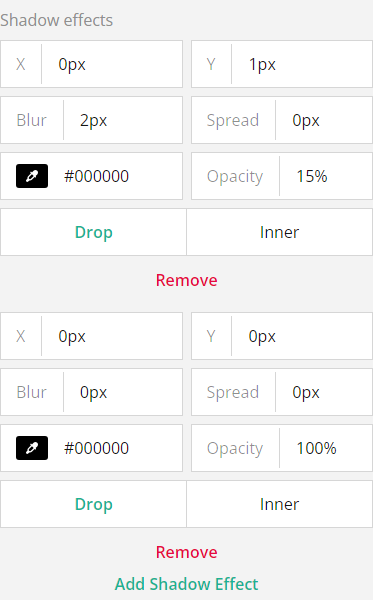 Shadow effects
X 0px Y 1px
Blur 2px Spread 0px
#000000 Opacity 15%
Drop Inner
Remove
X 0px Y 0px
Blur 0px Spread 0px
#000000 Opacity 100%
Drop Inner
Remove
Add Shadow Effect